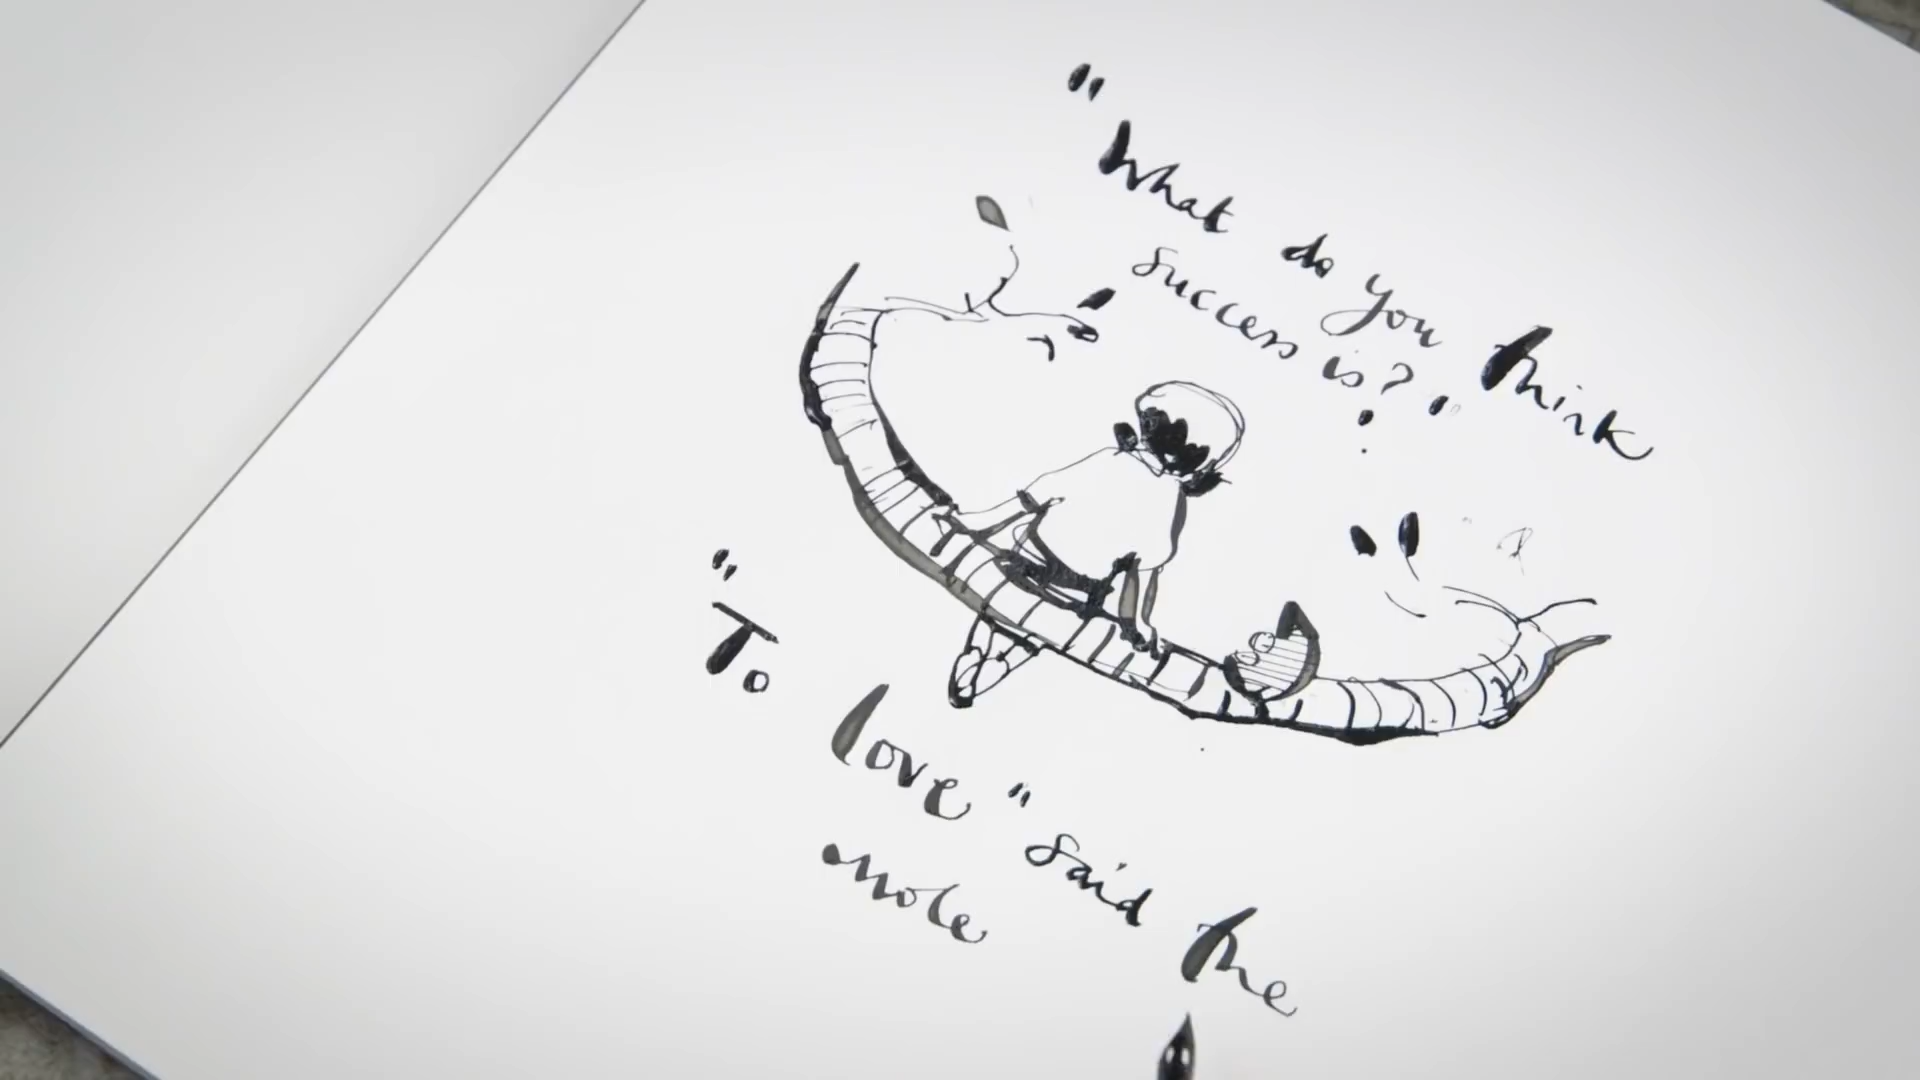 "What do you think
success is?"
"To love" said the
mole